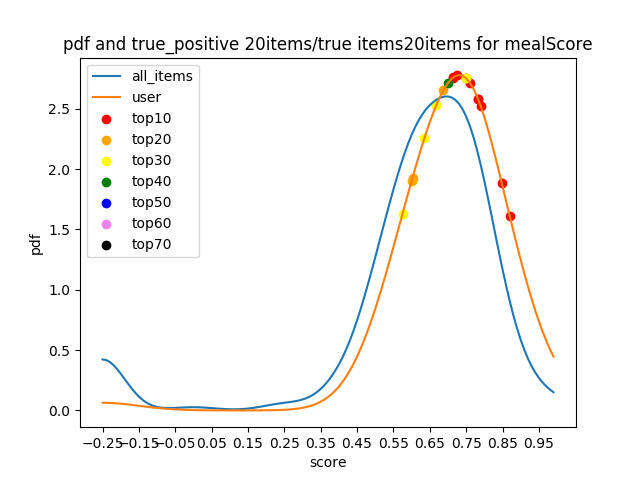 pdf and true_positive 20items/true items20items for mealScore
all_items
user
top10
top20
top30
top40
top50
top60
top70
2.5
2.0
1.5
1.0
0.5
0.0
pdf
−0.25 −0.15 −0.05 0.05 0.15 0.25 0.35 0.45 0.55 0.65 0.75 0.85 0.95
score